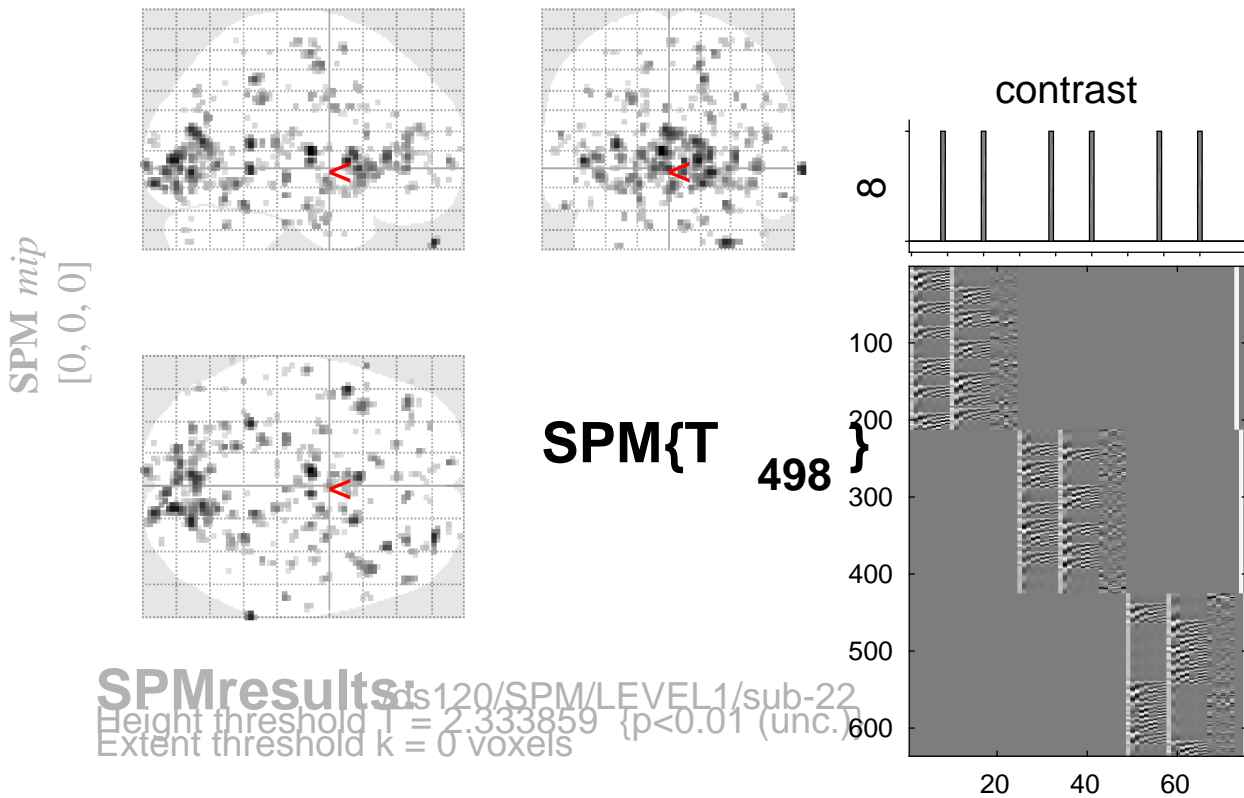 SPM mip
[0, 0, 0]
<
<
<
SPM{T498}
contrast
8
100
200
300
400
500
600
20
40
60
SPMresults: /ds120/SPM/LEVEL1/sub-22
Height threshold T = 2.333859 {p<0.01 (unc.)}
Extent threshold k = 0 voxels